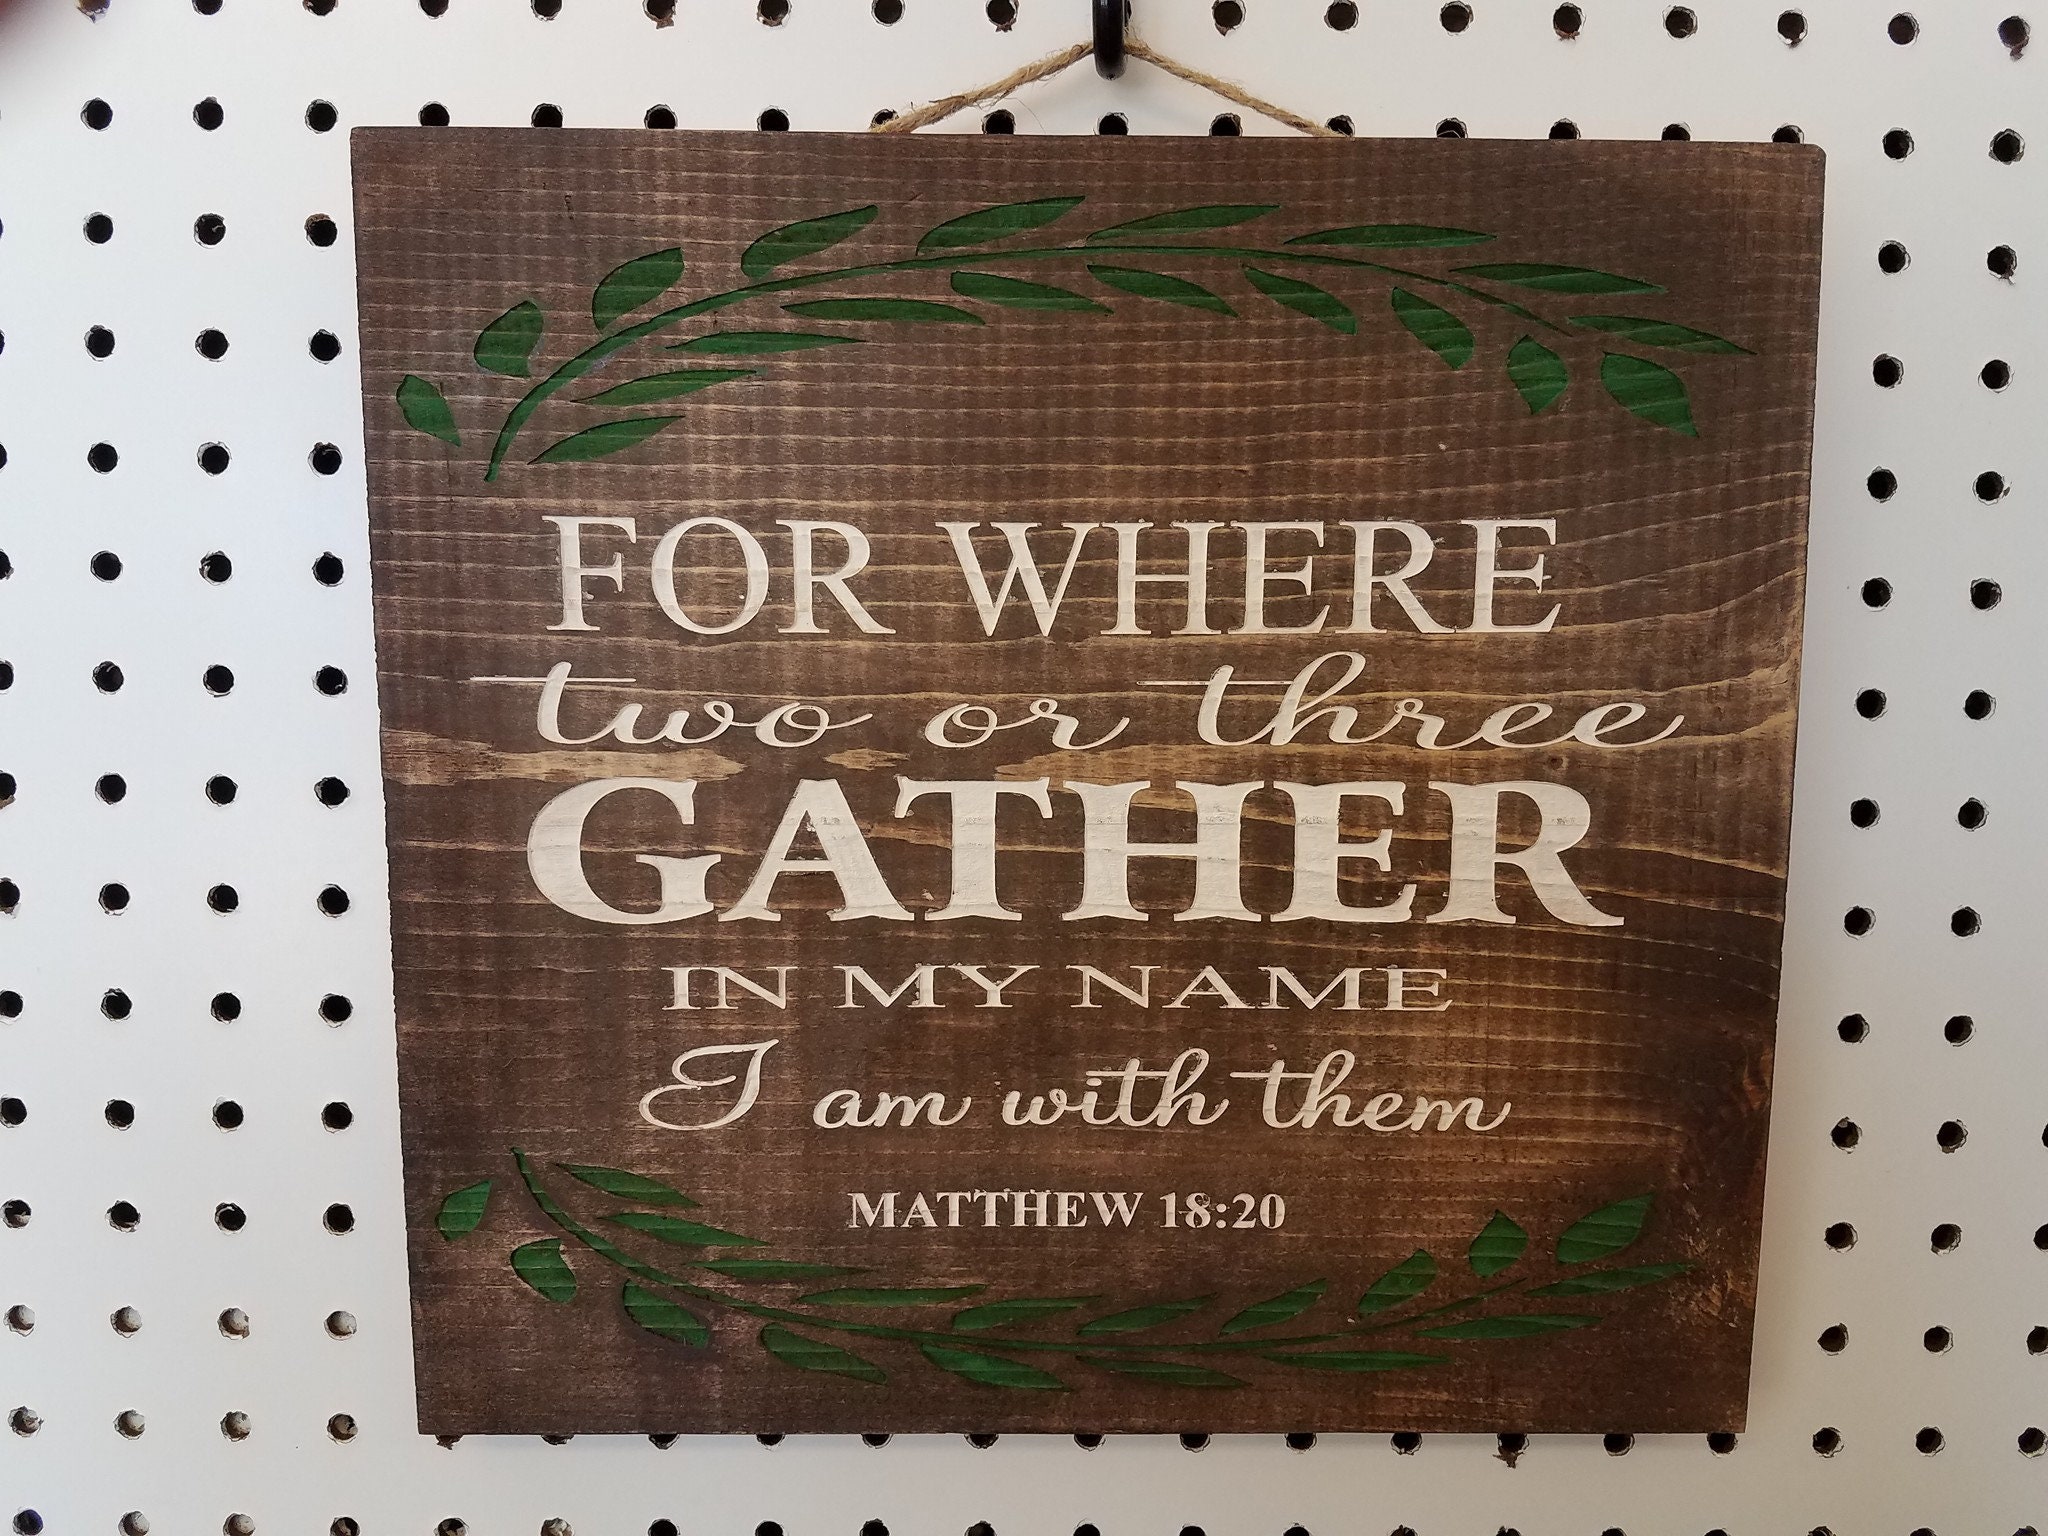 FOR WHERE
two or three
GATHER
IN MY NAME
I am with them
MATTHEW 18:20